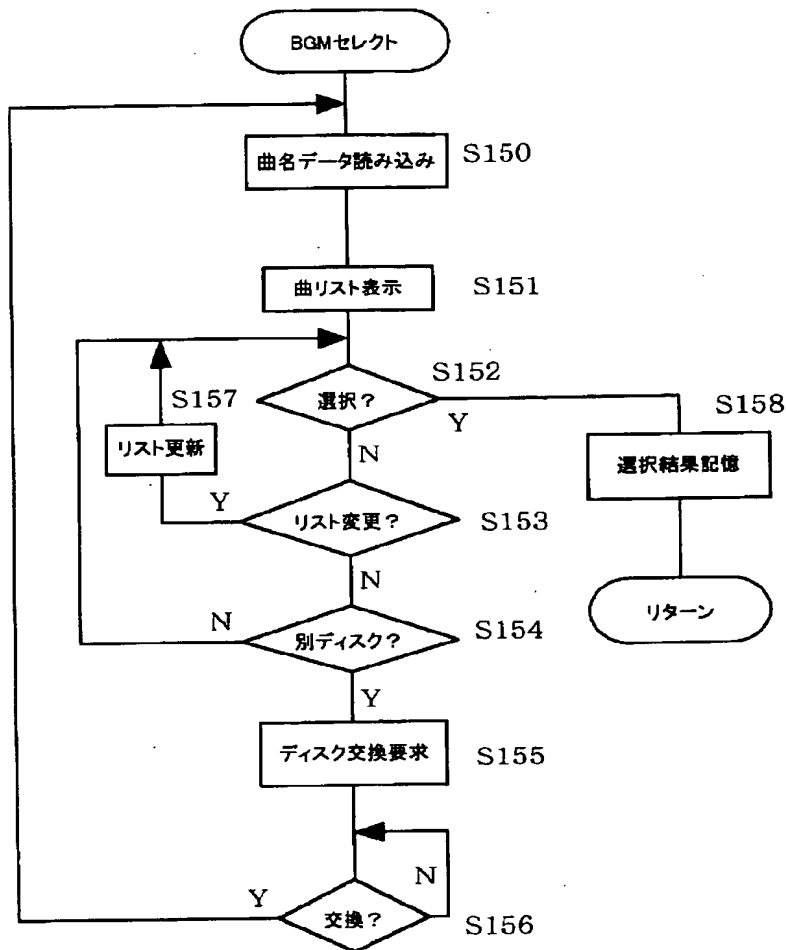 BGMセレクト
曲名データ読み込み
S150
曲リスト表示
S151
選択？
S152
Y
N
S157
リスト更新
Y
リスト変更？
S153
N
S158
選択結果記憶
リターン
N
別ディスク？
S154
Y
ディスク交換要求
S155
N
Y
交換？
S156